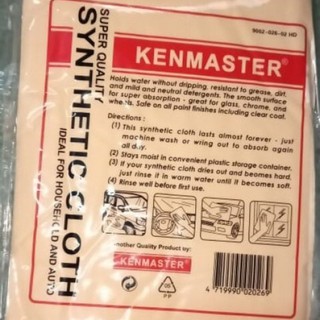 9002-026-02 HD
KENMASTER®
SUPER QUALITY
SYNTHETIC CLOTH
IDEAL FOR HOUSEHOLD AND AUTO
Holds water without dripping, resistant to grease, dirt,
and mild and neutral detergents. The smooth surface
for super absorption - great for glass, chrome, and
wheels. Safe on all paint finishes including clear coat.
Directions :
(1) This synthetic cloth lasts almost forever - just
machine wash or wring out to absorb again
all day.
(2) Stays moist in convenient plastic storage container.
(3) If your synthetic cloth dries out and becomes hard,
just rinse it in warm water until it becomes soft.
(4) Rinse well before first use.
Another Quality Product by:
KENMASTER®
05
PP
4 719990 020269